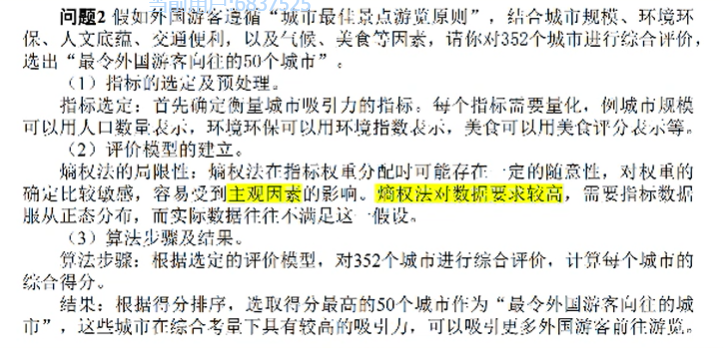 当前用户:6837525
问题2 假如外国游客遵循“城市最佳景点游览原则”，结合城市规模、环境环
保、人文底蕴、交通便利，以及气候、美食等因素，请你对352个城市进行综合评价，
选出“最令外国游客向往的50个城市”。
（1）指标的选定及预处理。
指标选定：首先确定衡量城市吸引力的指标。每个指标需要量化，例城市规模
可以用人口数量表示，环境环保可以用环境指数表示，美食可以用美食评分表示等。
（2）评价模型的建立。
熵权法的局限性：熵权法在指标权重分配时可能存在一定的随意性，对权重的
确定比较敏感，容易受到主观因素的影响。熵权法对数据要求较高，需要指标数据
服从正态分布，而实际数据往往不满足这一假设。
（3）算法步骤及结果。
算法步骤：根据选定的评价模型，对352个城市进行综合评价，计算每个城市的
综合得分。
结果：根据得分排序，选取得分最高的50个城市作为“最令外国游客向往的城
市”，这些城市在综合考量下具有较高的吸引力，可以吸引更多外国游客前往游览。